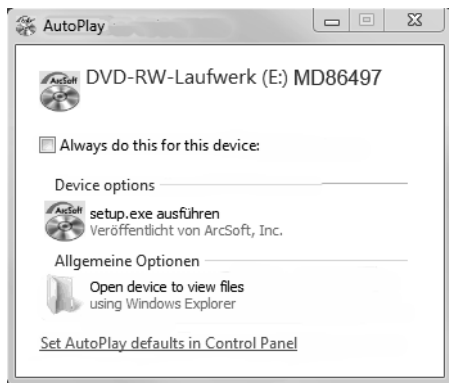 AutoPlay
ArcSoft
DVD-RW-Laufwerk (E:) MD86497
Always do this for this device:
Device options
ArcSoft
setup.exe ausführen
Veröffentlicht von ArcSoft, Inc.
Allgemeine Optionen
Open device to view files
using Windows Explorer
Set AutoPlay defaults in Control Panel